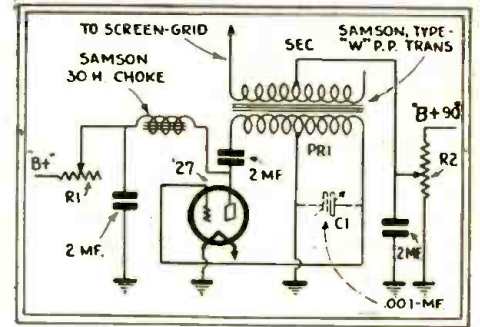 TO SCREEN-GRID
SAMSON
30 H. CHOKE
SEC
SAMSON, TYPE-
"W" P.P. TRANS
"B+"
R1
2 MF.
'27
2 MF
PRI
C1
.001-MF.
"B+90"
R2
2MF